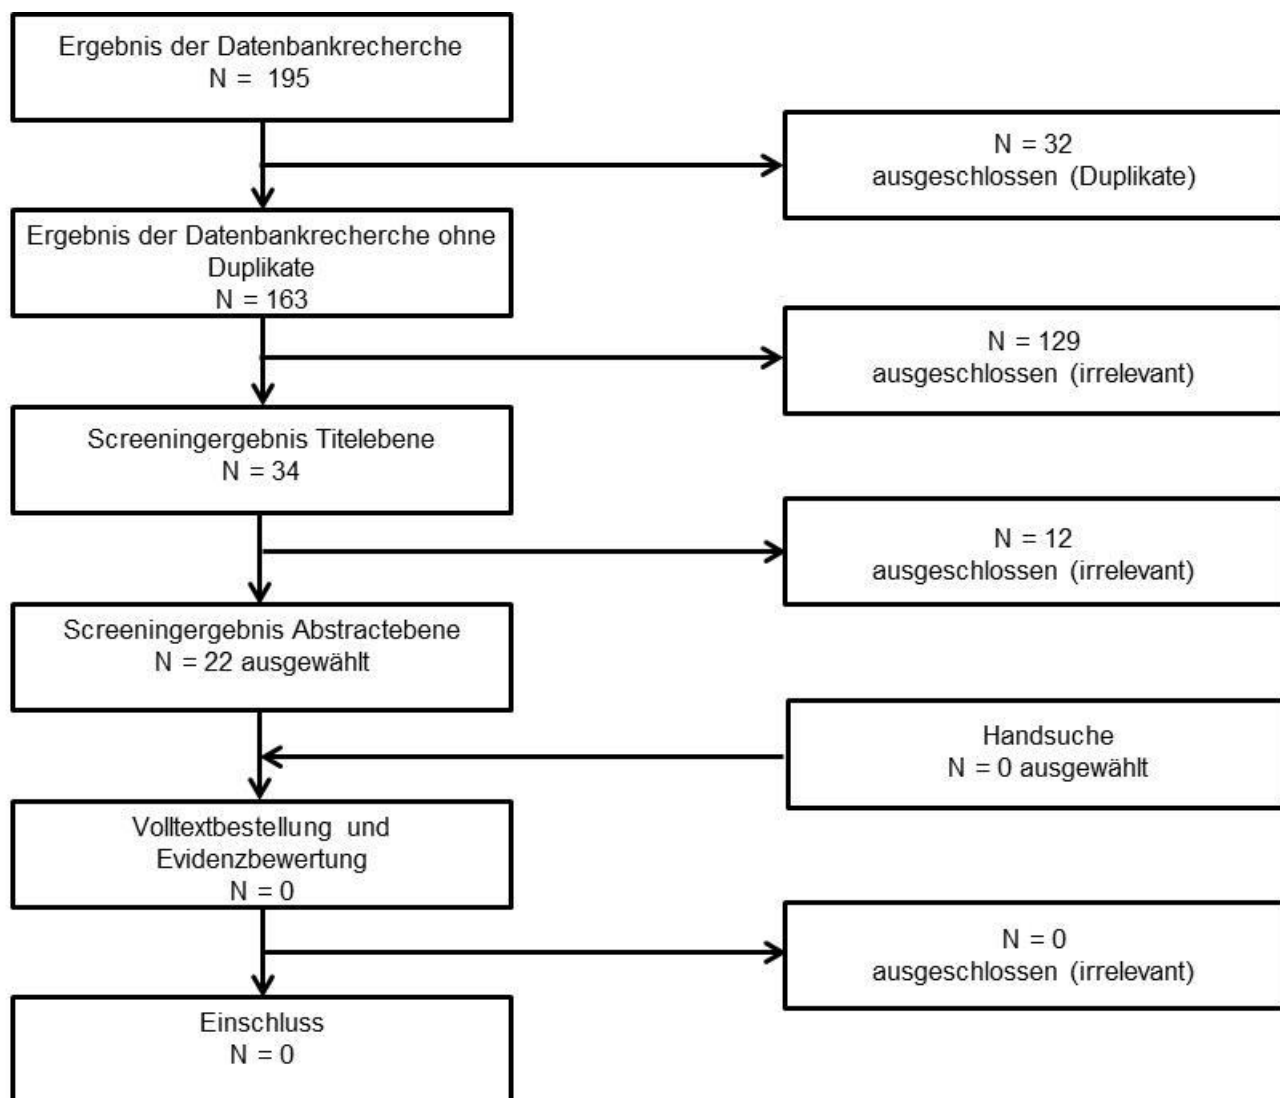 Ergebnis der Datenbankrecherche
N = 195
N = 32
ausgeschlossen (Duplikate)
Ergebnis der Datenbankrecherche ohne
Duplikate
N = 163
N = 129
ausgeschlossen (irrelevant)
Screeningergebnis Titelebene
N = 34
N = 12
ausgeschlossen (irrelevant)
Screeningergebnis Abstractebene
N = 22 ausgewählt
Handsuche
N = 0 ausgewählt
Volltextbestellung und
Evidenzbewertung
N = 0
N = 0
ausgeschlossen (irrelevant)
Einschluss
N = 0